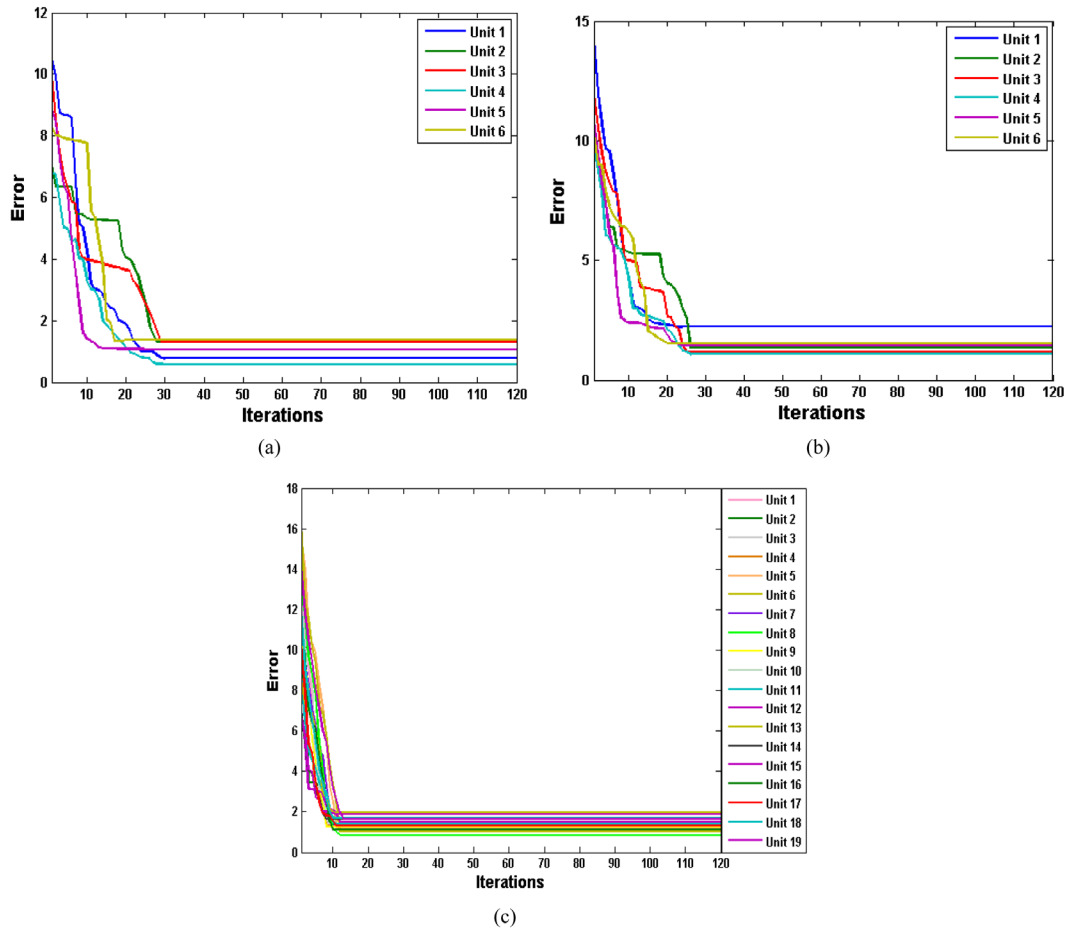 12
10
8
6
4
2
0
Error
10 20 30 40 50 60 70 80 90 100 110 120
Iterations
Unit 1
Unit 2
Unit 3
Unit 4
Unit 5
Unit 6
(a)
15
10
5
0
Error
10 20 30 40 50 60 70 80 90 100 110 120
Iterations
Unit 1
Unit 2
Unit 3
Unit 4
Unit 5
Unit 6
(b)
18
16
14
12
10
8
6
4
2
0
Error
10 20 30 40 50 60 70 80 90 100 110 120
Iterations
Unit 1
Unit 2
Unit 3
Unit 4
Unit 5
Unit 6
Unit 7
Unit 8
Unit 9
Unit 10
Unit 11
Unit 12
Unit 13
Unit 14
Unit 15
Unit 16
Unit 17
Unit 18
Unit 19
(c)